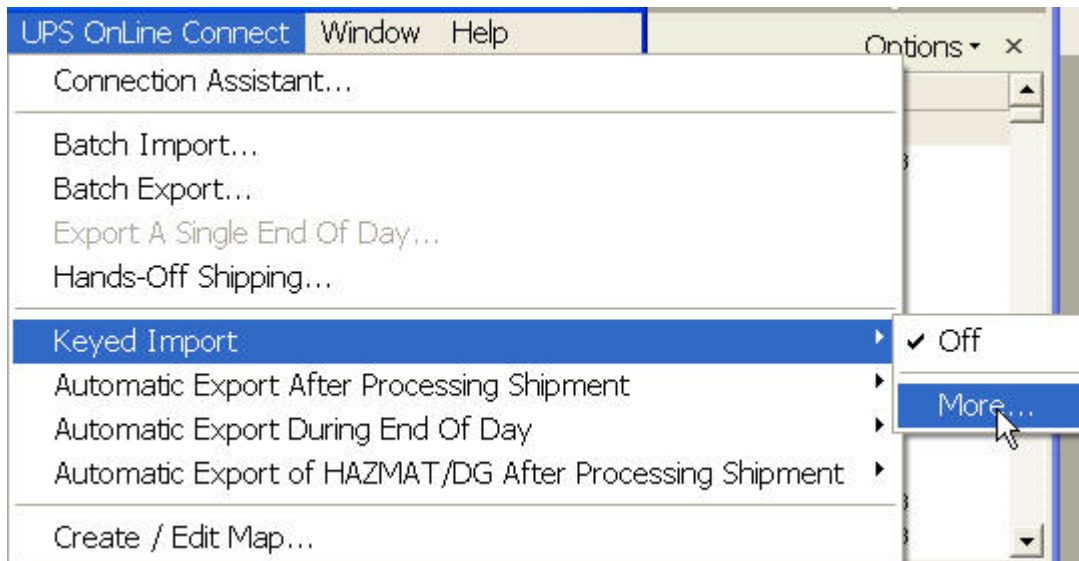 UPS OnLine Connect Window Help
Options ×
Connection Assistant...
Batch Import...
Batch Export...
Export A Single End Of Day...
Hands-Off Shipping...
Keyed Import
✔ Off
Automatic Export After Processing Shipment
More...
Automatic Export During End Of Day
Automatic Export of HAZMAT/DG After Processing Shipment
Create / Edit Map...